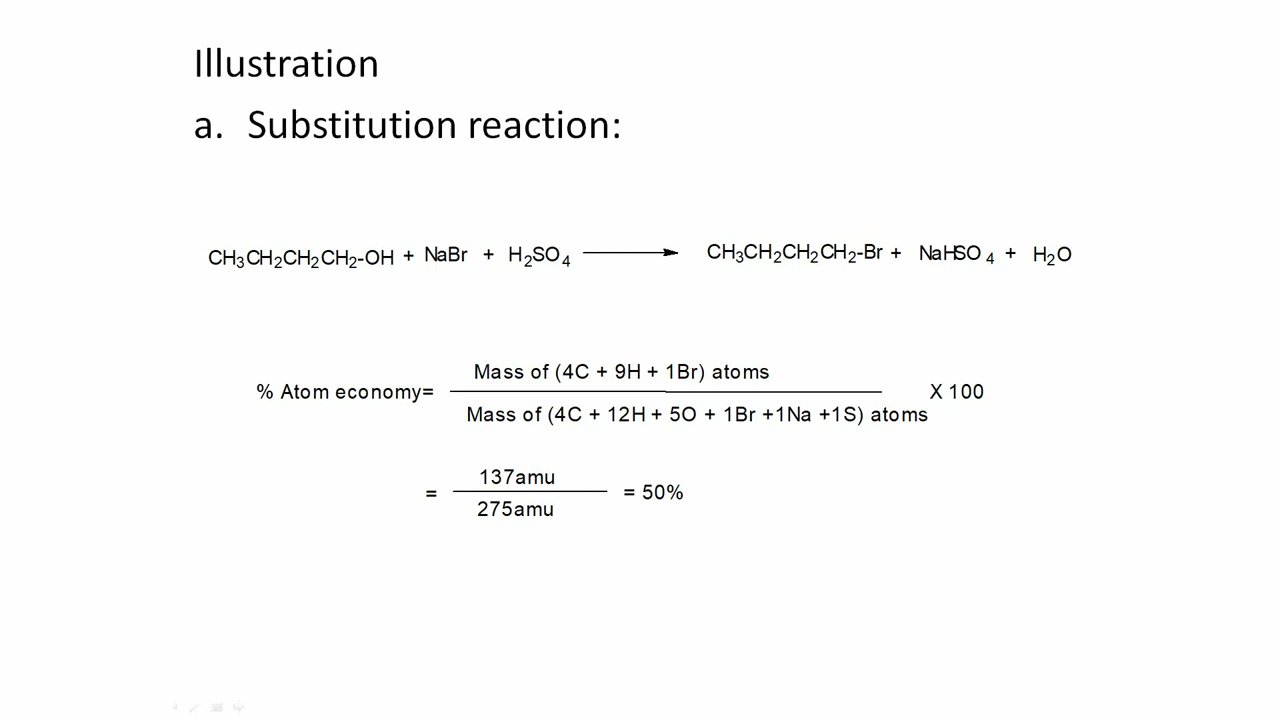 Illustration
a. Substitution reaction:
CH3CH2CH2CH2-OH + NaBr + H2SO4 → CH3CH2CH2CH2-Br + NaHSO4 + H2O
Mass of (4C + 9H + 1Br) atoms
% Atom economy= X 100
Mass of (4C + 12H + 5O + 1Br +1Na +1S) atoms
137amu
= = 50%
275amu